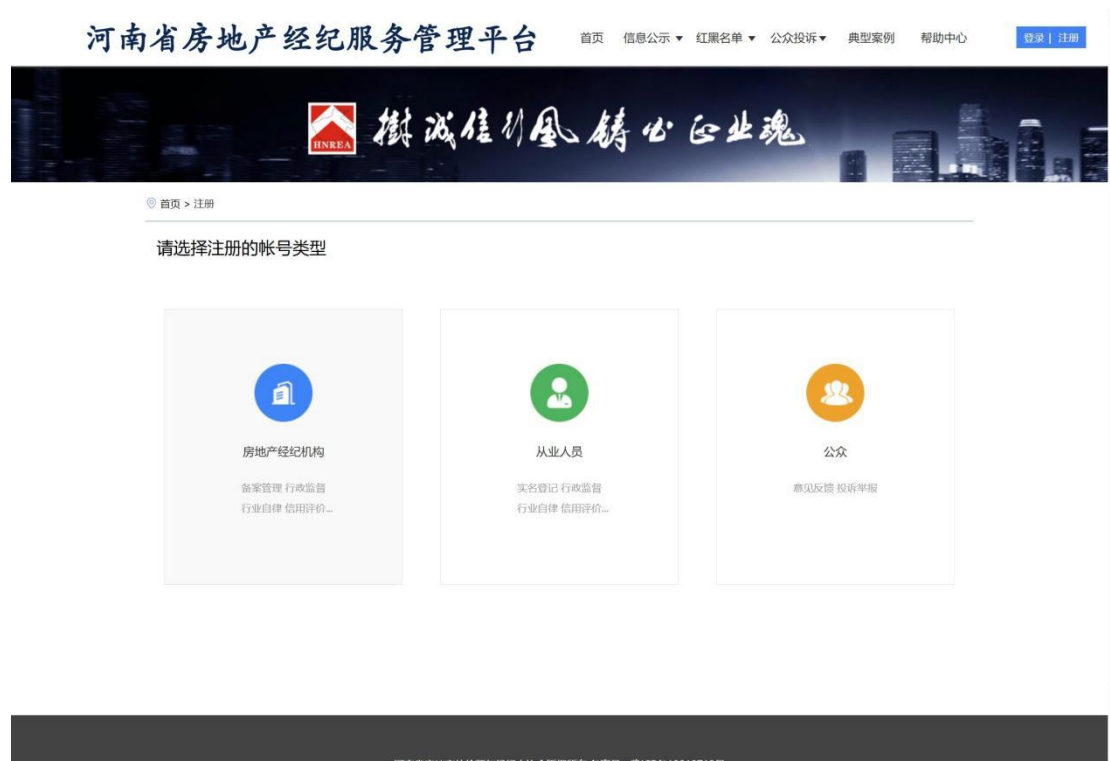 河南省房地产经纪服务管理平台
首页 信息公示 ▼ 红黑名单 ▼ 公众投诉 ▼ 典型案例 帮助中心 登录 | 注册
HNREA
树诚信行风 铸
企业魂
首页 > 注册
请选择注册的帐号类型
房地产经纪机构
备案管理 行政监督
行业自律 信用评价...
从业人员
实名登记 行政监督
行业自律 信用评价...
公众
意见反馈 投诉举报